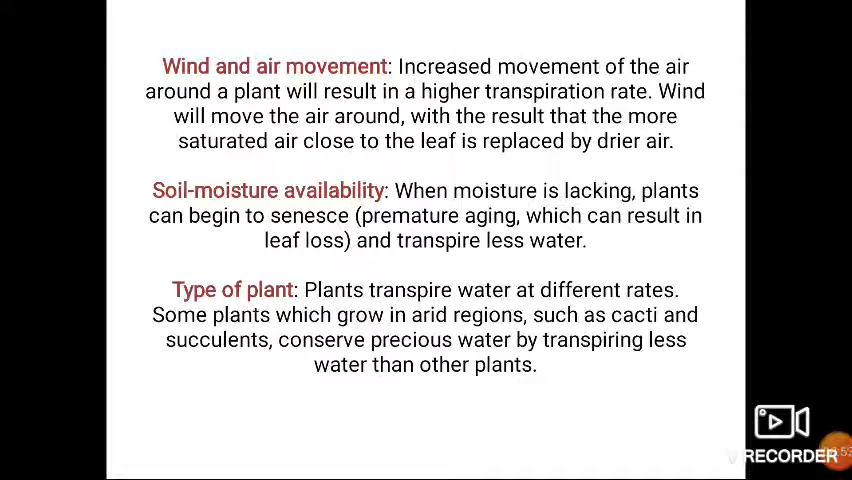 Wind and air movement: Increased movement of the air
around a plant will result in a higher transpiration rate. Wind
will move the air around, with the result that the more
saturated air close to the leaf is replaced by drier air.
Soil-moisture availability: When moisture is lacking, plants
can begin to senesce (premature aging, which can result in
leaf loss) and transpire less water.
Type of plant: Plants transpire water at different rates.
Some plants which grow in arid regions, such as cacti and
succulents, conserve precious water by transpiring less
water than other plants.
V RECORDER